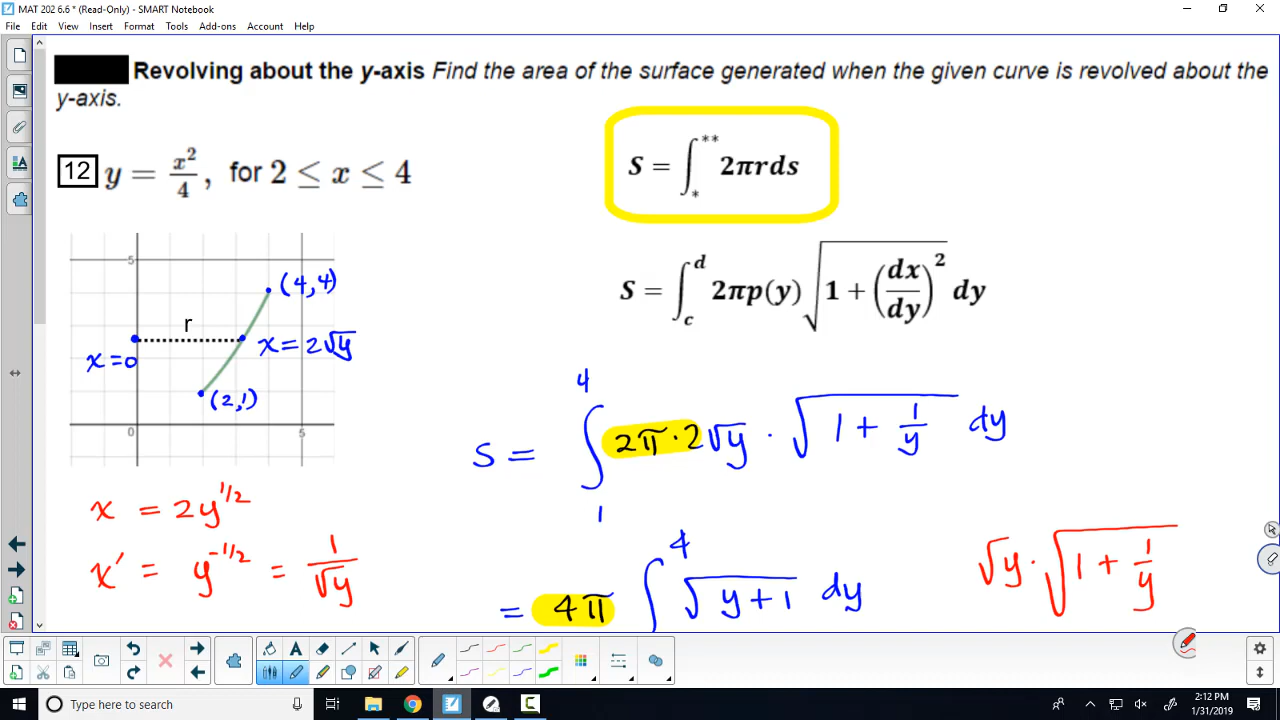 MAT 202 6.6 * (Read-Only) - SMART Notebook
File Edit View Insert Format Tools Add-ons Account Help
Revolving about the y-axis Find the area of the surface generated when the given curve is revolved about the
y-axis.
12 y = x²/4, for 2 ≤ x ≤ 4
S = ∫_*^** 2πrds
S = ∫_c^d 2πp(y)√(1 + (dx/dy)²) dy
5
(4,4)
r
x=0
x = 2√y
(2,1)
0
5
S = ∫_1^4 2π·2√y · √(1 + 1/y) dy
x = 2y^1/2
x' = y^-1/2 = 1/√y
= 4π ∫^4 √(y+1) dy
√y · √(1 + 1/y)
Type here to search
2:12 PM
1/31/2019